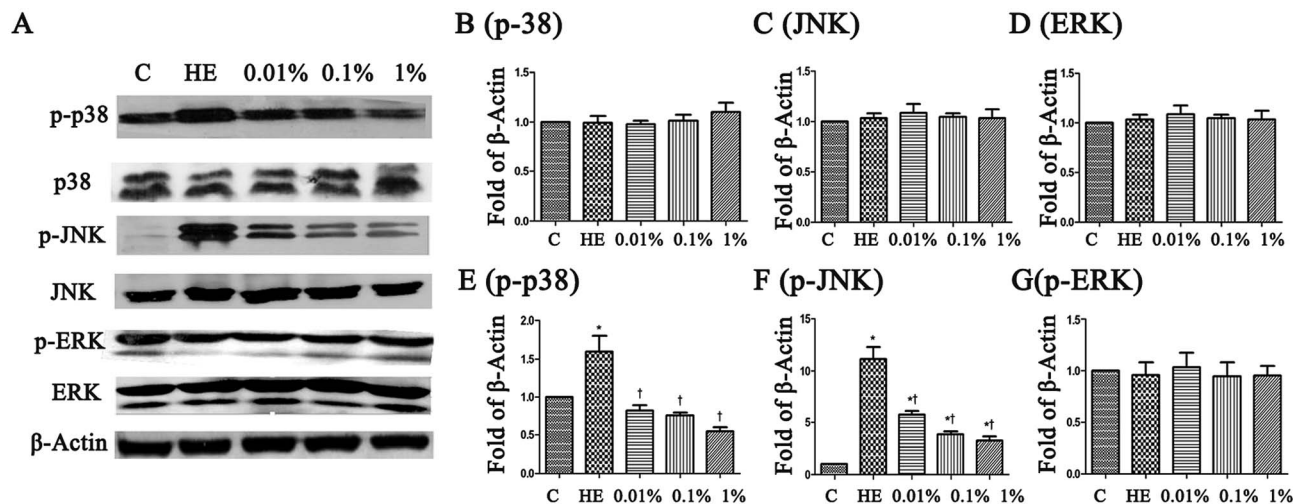 A
C HE 0.01% 0.1% 1%
p-p38
p38
p-JNK
JNK
p-ERK
ERK
β-Actin
B (p-38)
Fold of β-Actin
1.5
1.0
0.5
0.0
C HE 0.01% 0.1% 1%
C (JNK)
Fold of β-Actin
1.5
1.0
0.5
0.0
C HE 0.01% 0.1% 1%
D (ERK)
Fold of β-Actin
1.5
1.0
0.5
0.0
C HE 0.01% 0.1% 1%
E (p-p38)
Fold of β-Actin
2.0
1.5
1.0
0.5
0.0
*
†
†
†
C HE 0.01% 0.1% 1%
F (p-JNK)
Fold of β-Actin
15
10
5
0
*
*†
*†
*†
C HE 0.01% 0.1% 1%
G(p-ERK)
Fold of β-Actin
1.5
1.0
0.5
0.0
C HE 0.01% 0.1% 1%